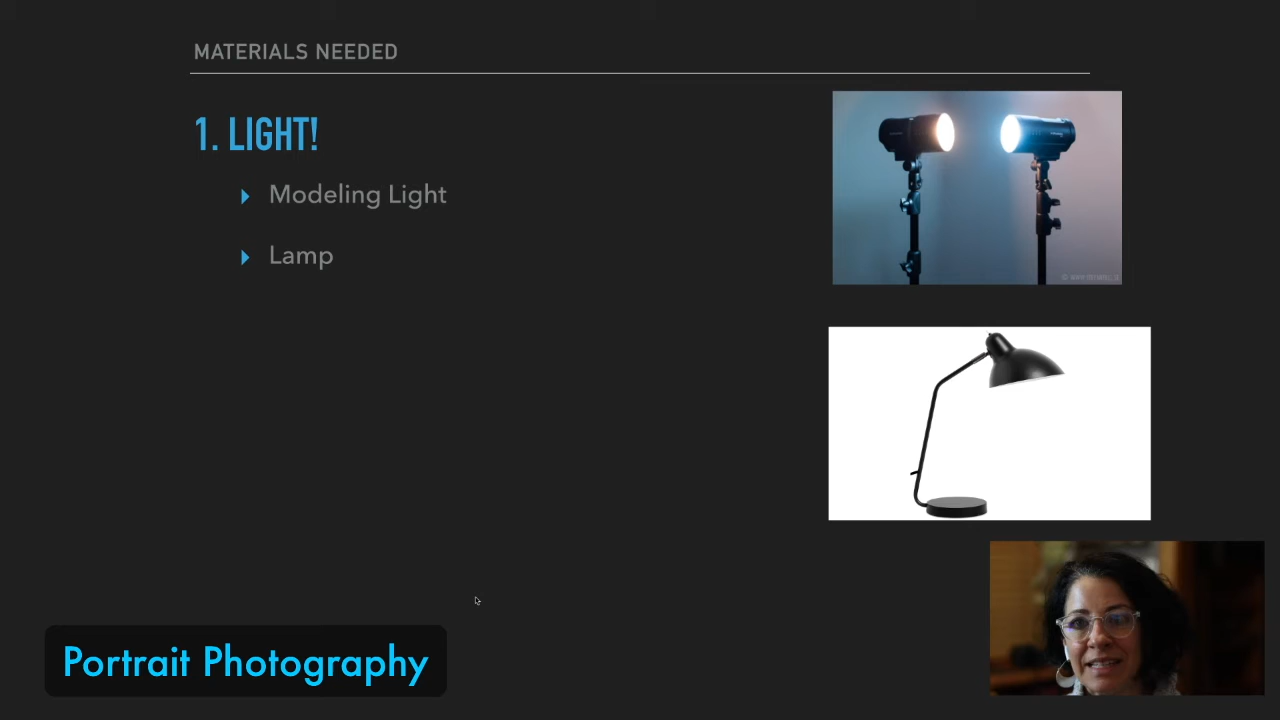 MATERIALS NEEDED
1. LIGHT!
Modeling Light
Lamp
Portrait Photography